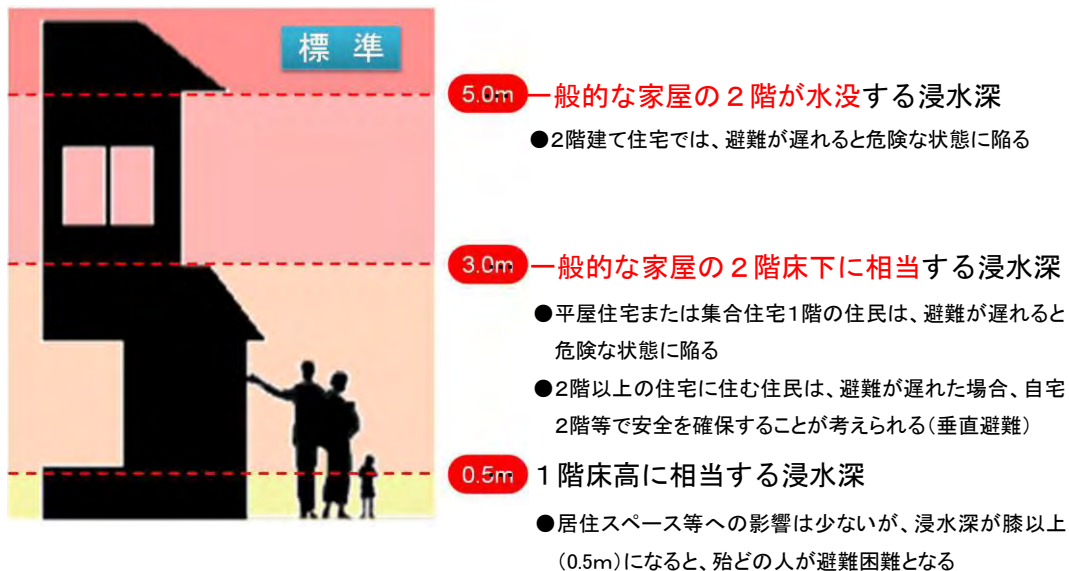 標 準
5.0m 一般的な家屋の２階が水没する浸水深
●2階建て住宅では、避難が遅れると危険な状態に陥る
3.0m 一般的な家屋の２階床下に相当する浸水深
●平屋住宅または集合住宅1階の住民は、避難が遅れると
危険な状態に陥る
●2階以上の住宅に住む住民は、避難が遅れた場合、自宅
2階等で安全を確保することが考えられる（垂直避難）
0.5m １階床高に相当する浸水深
●居住スペース等への影響は少ないが、浸水深が膝以上
（0.5m）になると、殆どの人が避難困難となる